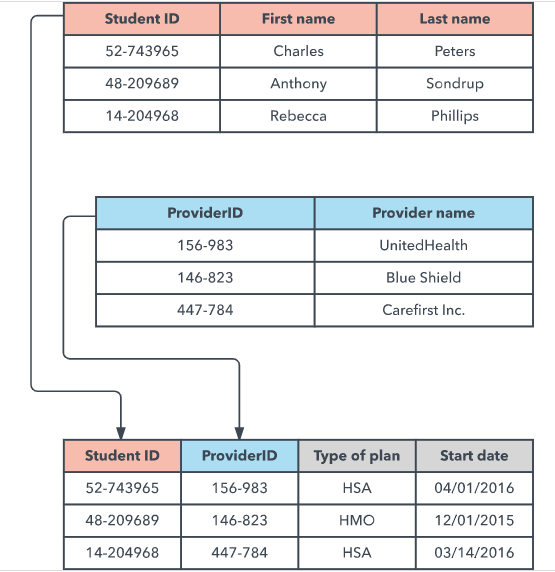 Student ID First name Last name
52-743965 Charles Peters
48-209689 Anthony Sondrup
14-204968 Rebecca Phillips
ProviderID Provider name
156-983 UnitedHealth
146-823 Blue Shield
447-784 Carefirst Inc.
Student ID ProviderID Type of plan Start date
52-743965 156-983 HSA 04/01/2016
48-209689 146-823 HMO 12/01/2015
14-204968 447-784 HSA 03/14/2016